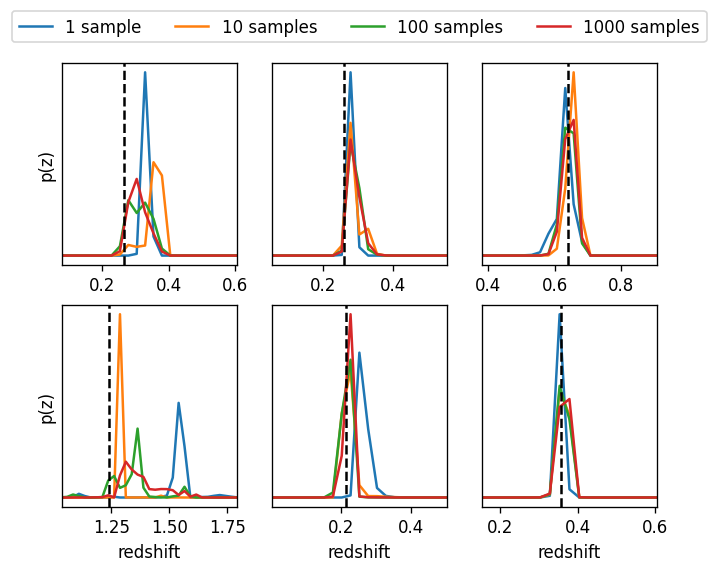 1 sample 10 samples 100 samples 1000 samples
p(z)
0.2 0.4 0.6 0.2 0.4 0.4 0.6 0.8
p(z)
1.25 1.50 1.75 0.2 0.4 0.2 0.4 0.6
redshift redshift redshift